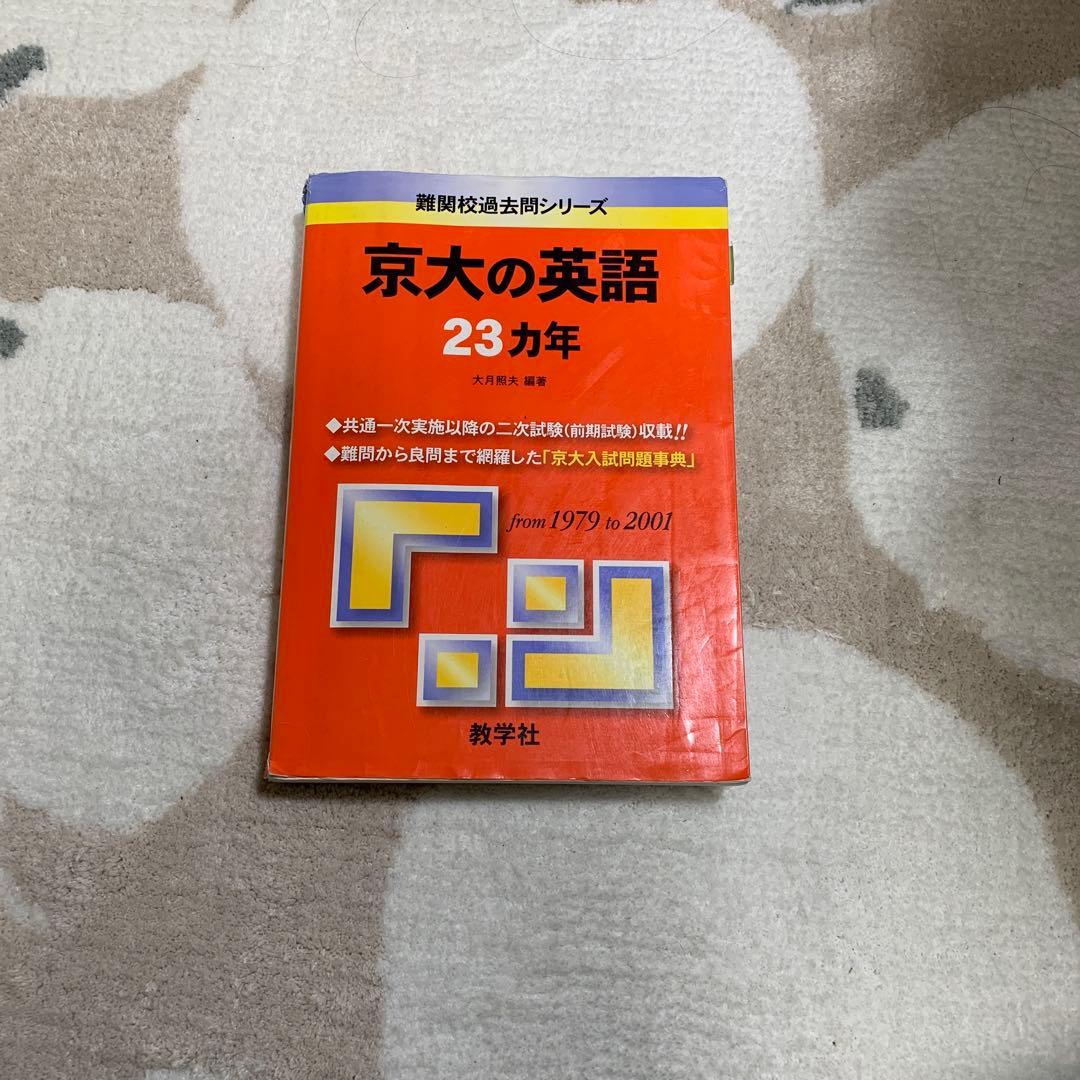 難関校過去問シリーズ
京大の英語
23カ年
大月照夫 編著
◆共通一次実施以降の二次試験(前期試験)収載!!
◆難問から良問まで網羅した「京大入試問題事典」
from 1979 to 2001
教学社